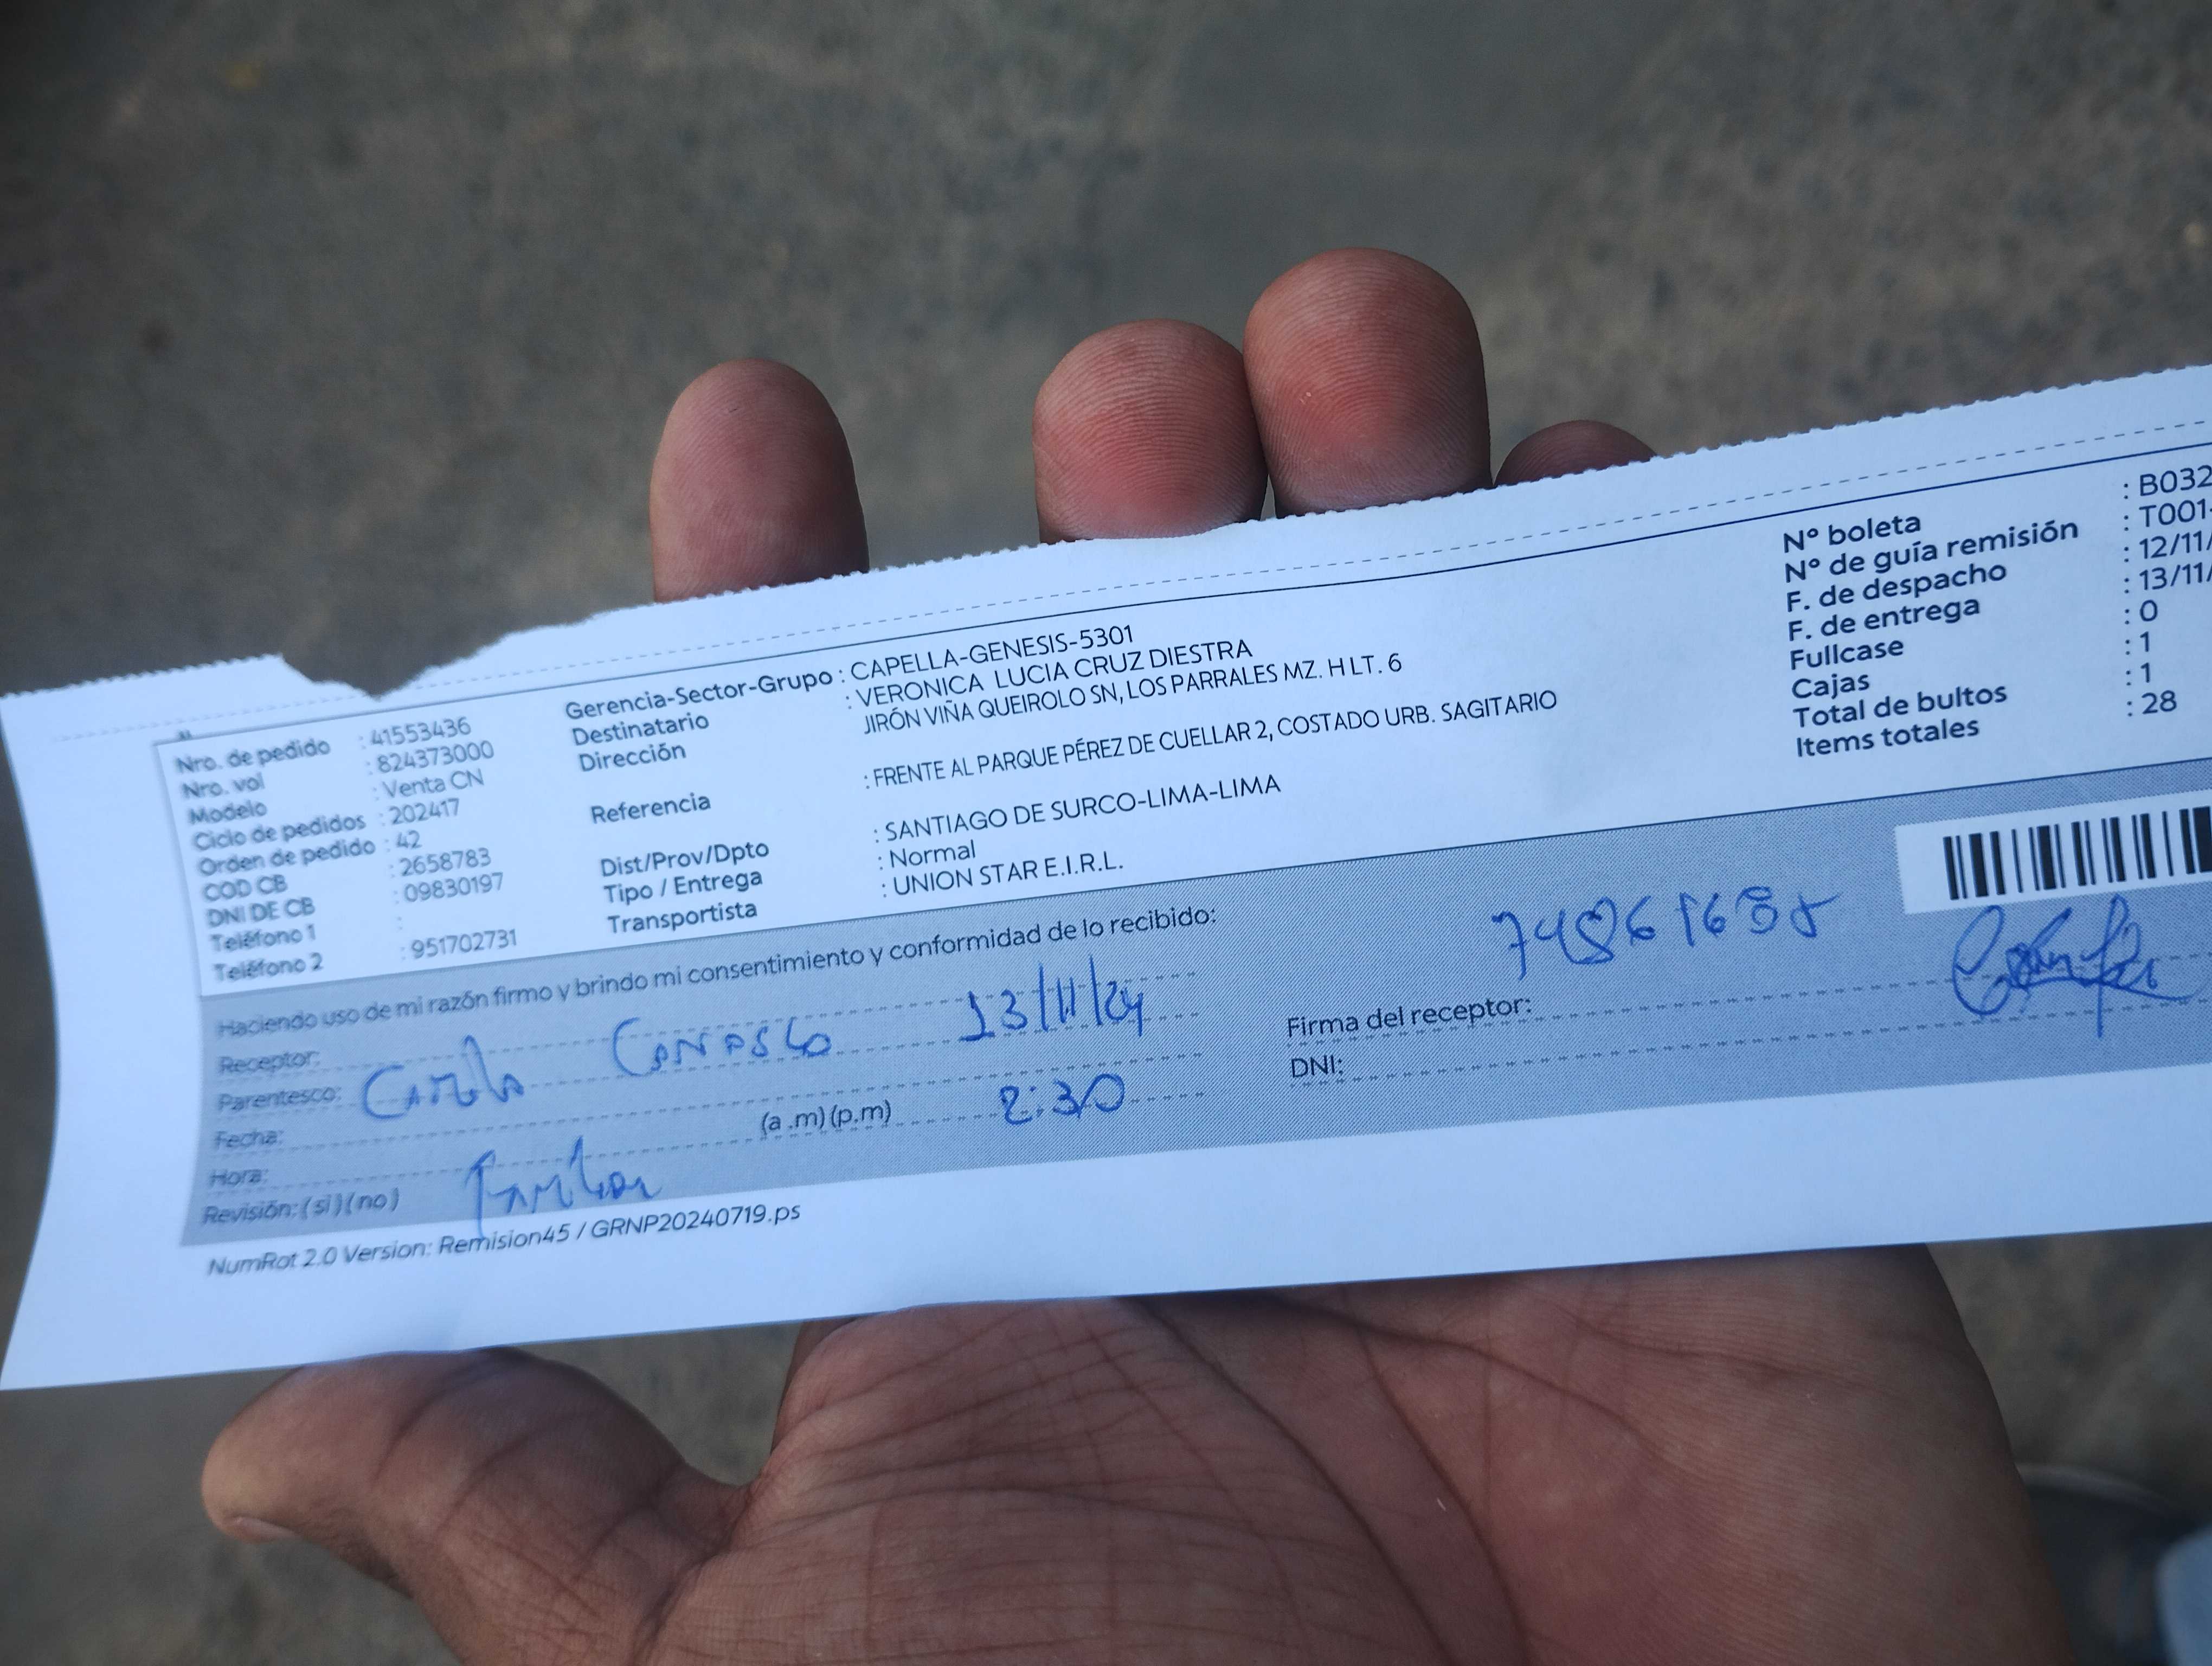 Nro. de pedido : 41553436
Nro. vol : 824373000
Modelo : Venta CN
Ciclo de pedidos : 202417
Orden de pedido : 42
COD CB : 2658783
DNI DE CB : 09830197
Teléfono 1 :
Teléfono 2 : 951702731
Gerencia-Sector-Grupo : CAPELLA-GENESIS-5301
Destinatario : VERONICA LUCIA CRUZ DIESTRA
Dirección JIRÓN VIÑA QUEIROLO SN, LOS PARRALES MZ. H LT. 6
Referencia : FRENTE AL PARQUE PÉREZ DE CUELLAR 2, COSTADO URB. SAGITARIO
Dist/Prov/Dpto : SANTIAGO DE SURCO-LIMA-LIMA
Tipo / Entrega : Normal
Transportista : UNION STAR E.I.R.L.
N° boleta : B032
N° de guía remisión : T001-
F. de despacho : 12/11/
F. de entrega : 13/11/
Fullcase : 0
Cajas : 1
Total de bultos : 1
Items totales : 28
Haciendo uso de mi razón firmo y brindo mi consentimiento y conformidad de lo recibido:
Receptor: 13/11/24
Parentesco:
Fecha:
Hora: (a.m)(p.m) 2:30
Revisión: (si)(no)
Firma del receptor:
DNI:
NumRot 2.0 Version: Remision45 / GRNP20240719.ps